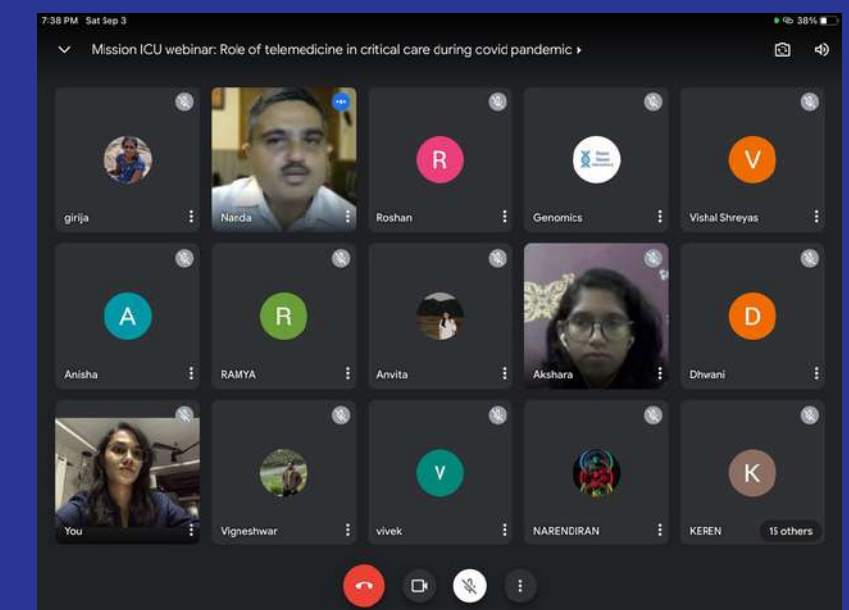 7:38 PM Sat Sep 3
38%
Mission ICU webinar: Role of telemedicine in critical care during covid pandemic
girija
Narda
R
Roshan
Genomics
V
Vishal Shreyas
A
Anisha
R
RAMYA
Anvita
Akshara
D
Dhwani
You
Vigneshwar
V
vivek
NARENDIRAN
K
KEREN
15 others